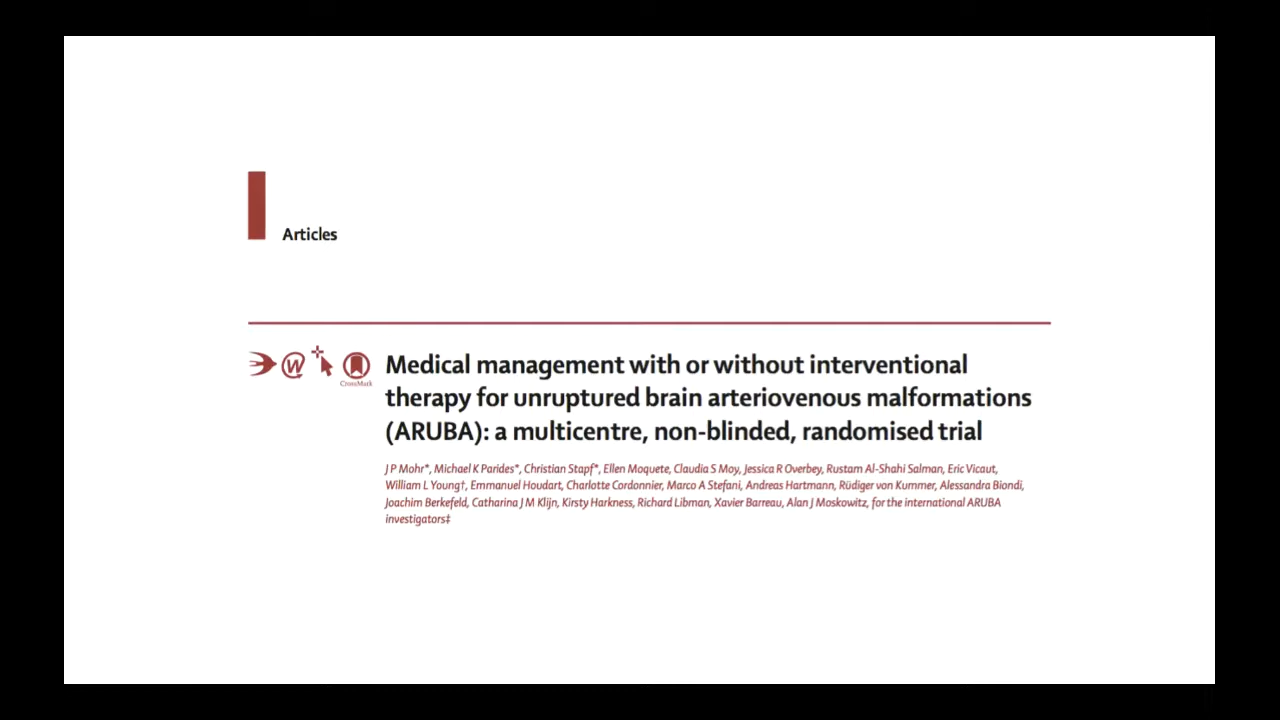 Articles
Medical management with or without interventional
therapy for unruptured brain arteriovenous malformations
(ARUBA): a multicentre, non-blinded, randomised trial
CrossMark
J P Mohr*, Michael K Parides*, Christian Stapf*, Ellen Moquete, Claudia S Moy, Jessica R Overbey, Rustam Al-Shahi Salman, Eric Vicaut,
William L Young†, Emmanuel Houdart, Charlotte Cordonnier, Marco A Stefani, Andreas Hartmann, Rüdiger von Kummer, Alessandra Biondi,
Joachim Berkefeld, Catharina J M Klijn, Kirsty Harkness, Richard Libman, Xavier Barreau, Alan J Moskowitz, for the international ARUBA
investigators‡